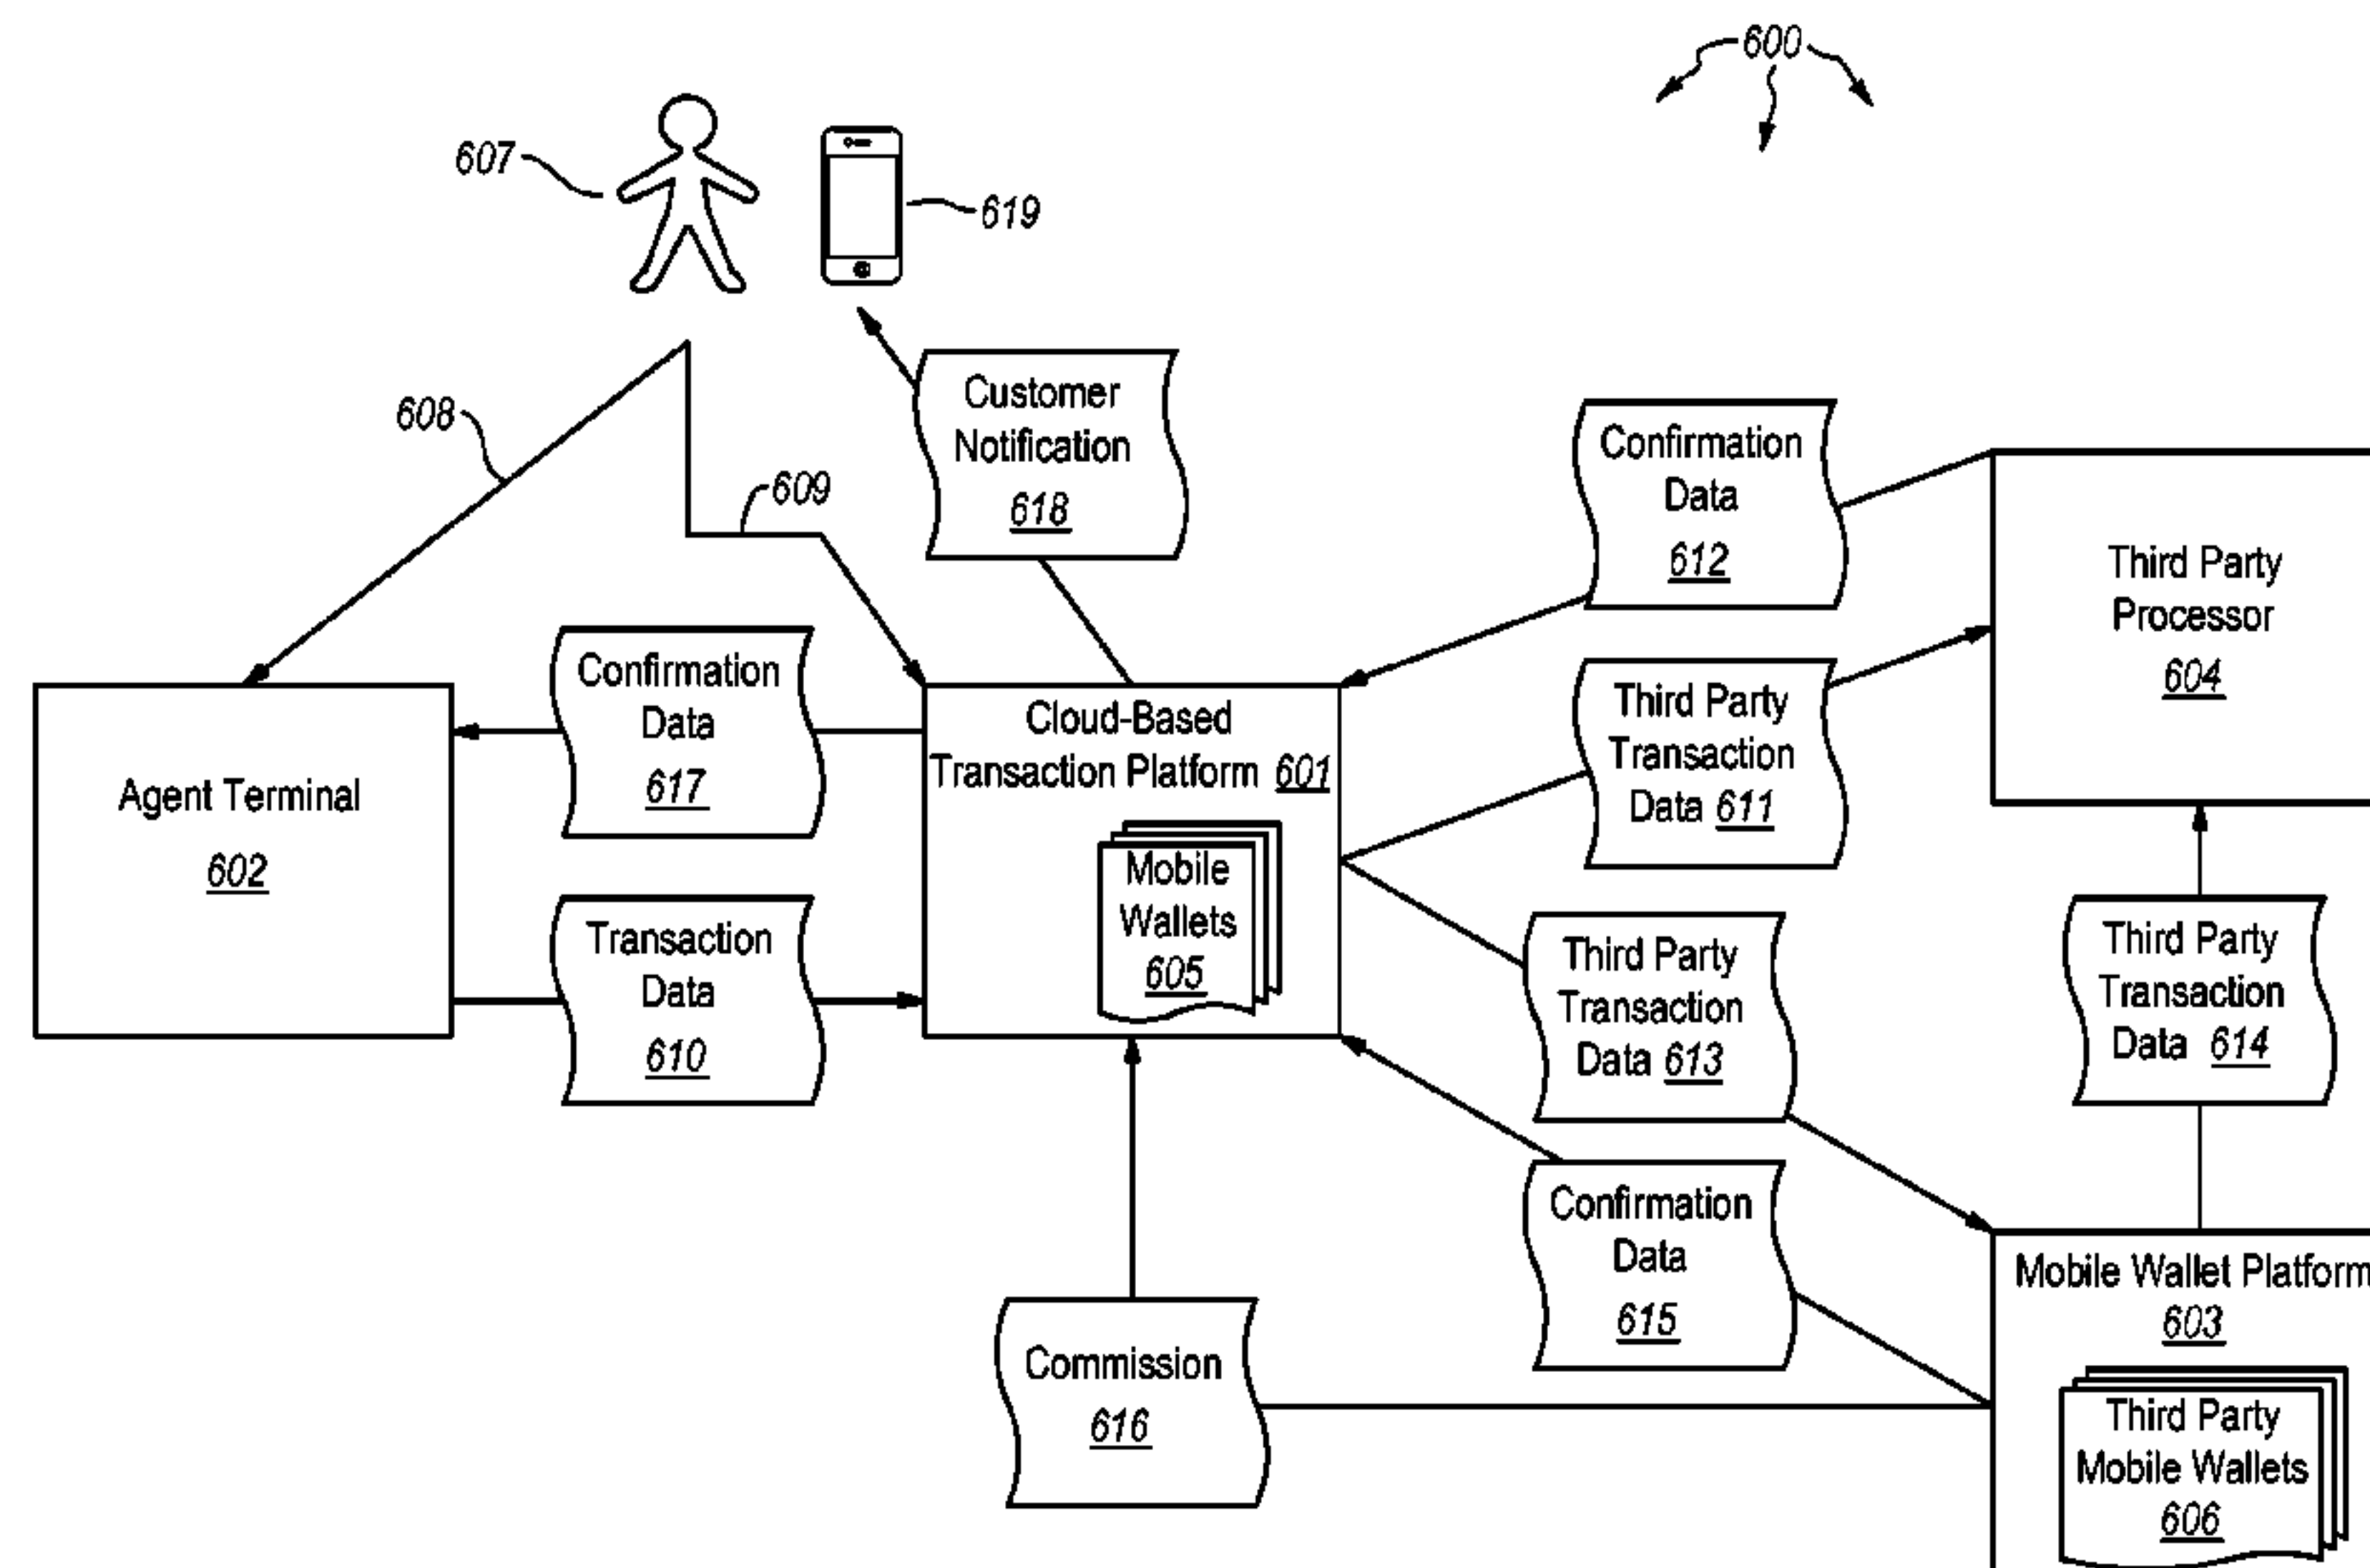 600
607
619
608
609
Customer
Notification
618
Confirmation
Data
612
Third Party
Processor
604
Confirmation
Data
617
Cloud-Based
Transaction Platform 601
Third Party
Transaction
Data 611
Agent Terminal
602
Mobile
Wallets
605
Transaction
Data
610
Third Party
Transaction
Data 613
Third Party
Transaction
Data 614
Confirmation
Data
615
Mobile Wallet Platform
603
Commission
616
Third Party
Mobile Wallets
606